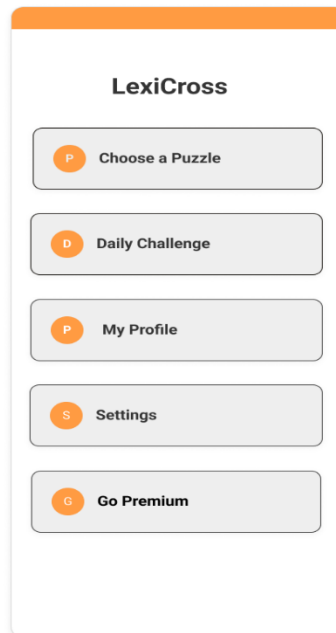 LexiCross
P Choose a Puzzle
D Daily Challenge
P My Profile
S Settings
G Go Premium